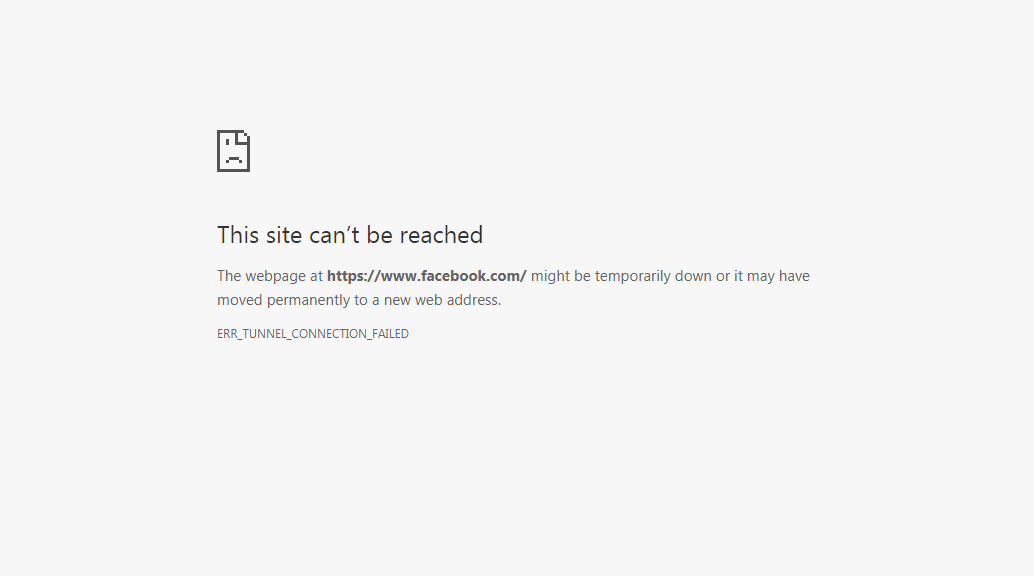 This site can’t be reached
The webpage at https://www.facebook.com/ might be temporarily down or it may have
moved permanently to a new web address.
ERR_TUNNEL_CONNECTION_FAILED